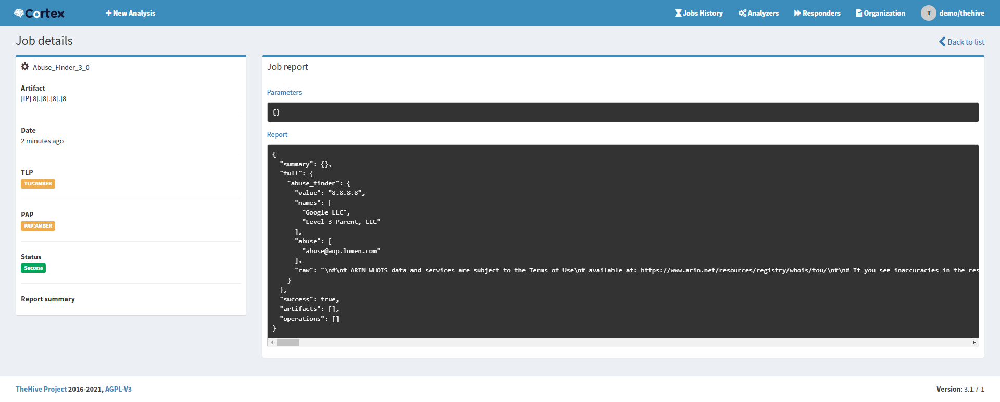 Cortex
New Analysis
Jobs History
Analyzers
Responders
Organization
T
demo/thehive
Job details
Back to list
Abuse_Finder_3_0
Artifact
[IP] 8[.]8[.]8[.]8
Date
2 minutes ago
TLP
TLP:AMBER
PAP
PAP:AMBER
Status
Success
Report summary
Job report
Parameters
{}
Report
{
  "summary": {},
  "full": {
    "abuse_finder": {
      "value": "8.8.8.8",
      "names": [
        "Google LLC",
        "Level 3 Parent, LLC"
      ],
      "abuse": [
        "abuse@aup.lumen.com"
      ],
      "raw": "\n#\n# ARIN WHOIS data and services are subject to the Terms of Use\n# available at: https://www.arin.net/resources/registry/whois/tou/\n#\n# If you see inaccuracies in the res
    }
  },
  "success": true,
  "artifacts": [],
  "operations": []
}
TheHive Project 2016-2021, AGPL-V3
Version: 3.1.7-1